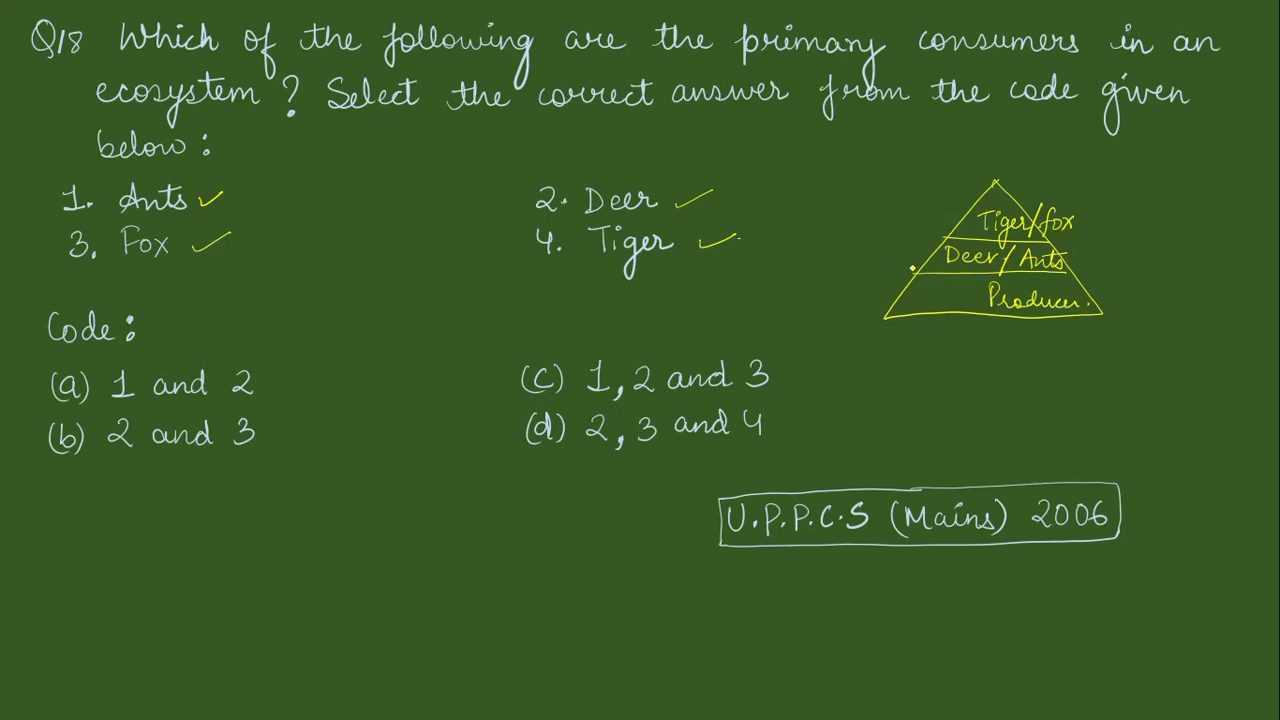 Q18 Which of the following are the primary consumers in an
ecosystem ? Select the correct answer from the code given
below :
1. Ants ✓ 2. Deer ✓
3. Fox ✓ 4. Tiger ✓
Tiger/fox
Deer/Ants
Producer.
Code :
(a) 1 and 2 (c) 1,2 and 3
(b) 2 and 3 (d) 2,3 and 4
U.P.P.C.S (Mains) 2006